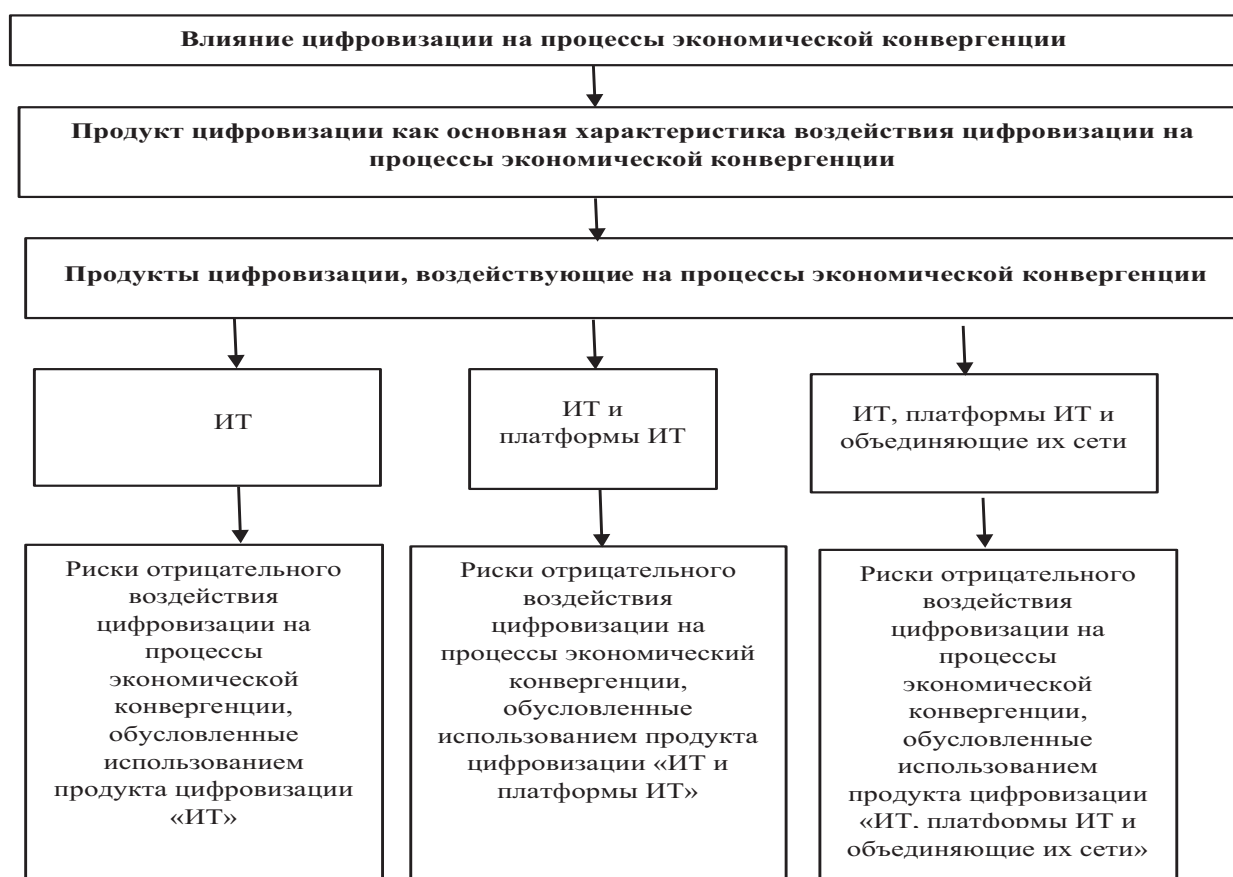 Влияние цифровизации на процессы экономической конвергенции
Продукт цифровизации как основная характеристика воздействия цифровизации на
процессы экономической конвергенции
Продукты цифровизации, воздействующие на процессы экономической конвергенции
ИТ
ИТ и
платформы ИТ
ИТ, платформы ИТ и
объединяющие их сети
Риски отрицательного
воздействия
цифровизации на
процессы
экономической
конвергенции,
обусловленные
использованием
продукта цифровизации
«ИТ»
Риски отрицательного
воздействия
цифровизации на
процессы экономический
конвергенции,
обусловленные
использованием продукта
цифровизации «ИТ и
платформы ИТ»
Риски отрицательного
воздействия
цифровизации на
процессы
экономической
конвергенции,
обусловленные
использованием
продукта цифровизации
«ИТ, платформы ИТ и
объединяющие их сети»